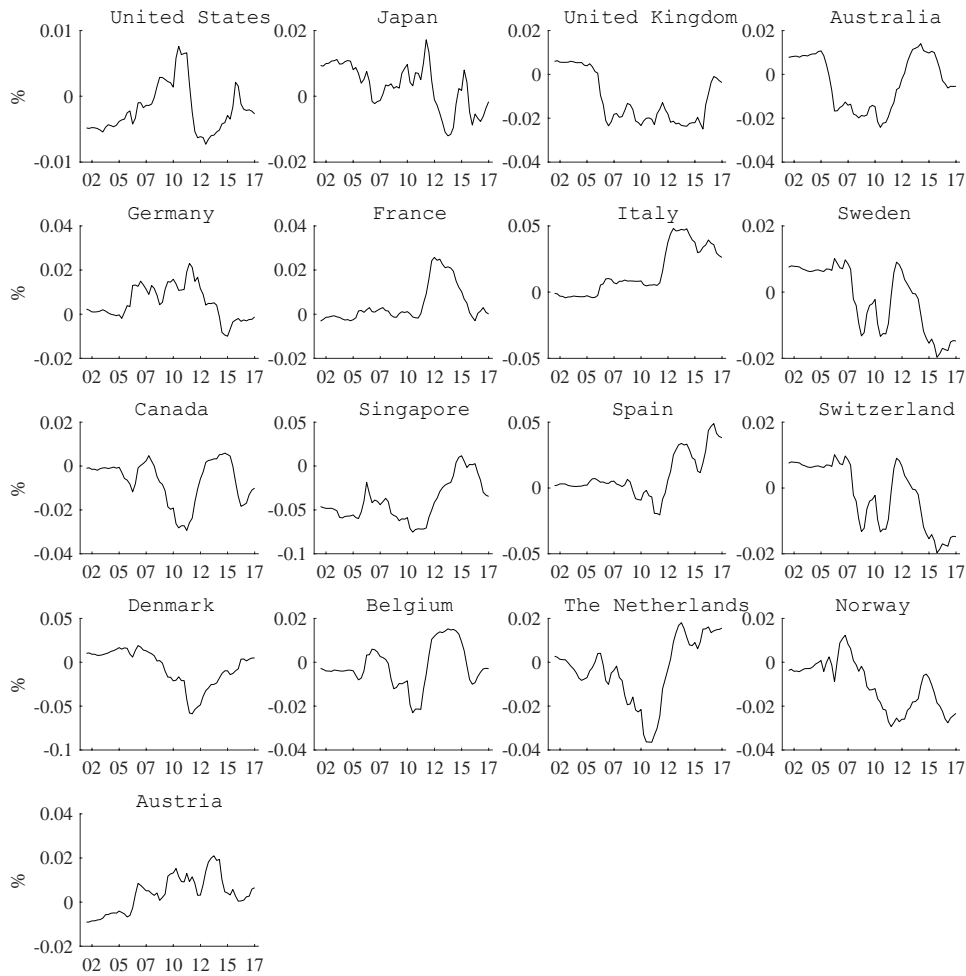 United States Japan United Kingdom Australia
0.01 0.02 0.02 0.02
0 0 0 0
%
-0.02 -0.02
-0.01 -0.02 -0.04 -0.04
02 05 07 10 12 15 17 02 05 07 10 12 15 17 02 05 07 10 12 15 17 02 05 07 10 12 15 17
Germany France Italy Sweden
0.04 0.04 0.05 0.02
0.02 0.02
% 0 0
0 0
-0.02 -0.02 -0.05 -0.02
02 05 07 10 12 15 17 02 05 07 10 12 15 17 02 05 07 10 12 15 17 02 05 07 10 12 15 17
Canada Singapore Spain Switzerland
0.02 0.05 0.05 0.02
0 0
% 0 0
-0.02 -0.05
-0.04 -0.1 -0.05 -0.02
02 05 07 10 12 15 17 02 05 07 10 12 15 17 02 05 07 10 12 15 17 02 05 07 10 12 15 17
Denmark Belgium The Netherlands Norway
0.05 0.02 0.02 0.02
0 0 0 0
%
-0.05 -0.02 -0.02 -0.02
-0.1 -0.04 -0.04 -0.04
02 05 07 10 12 15 17 02 05 07 10 12 15 17 02 05 07 10 12 15 17 02 05 07 10 12 15 17
Austria
0.04
0.02
%
0
-0.02
02 05 07 10 12 15 17